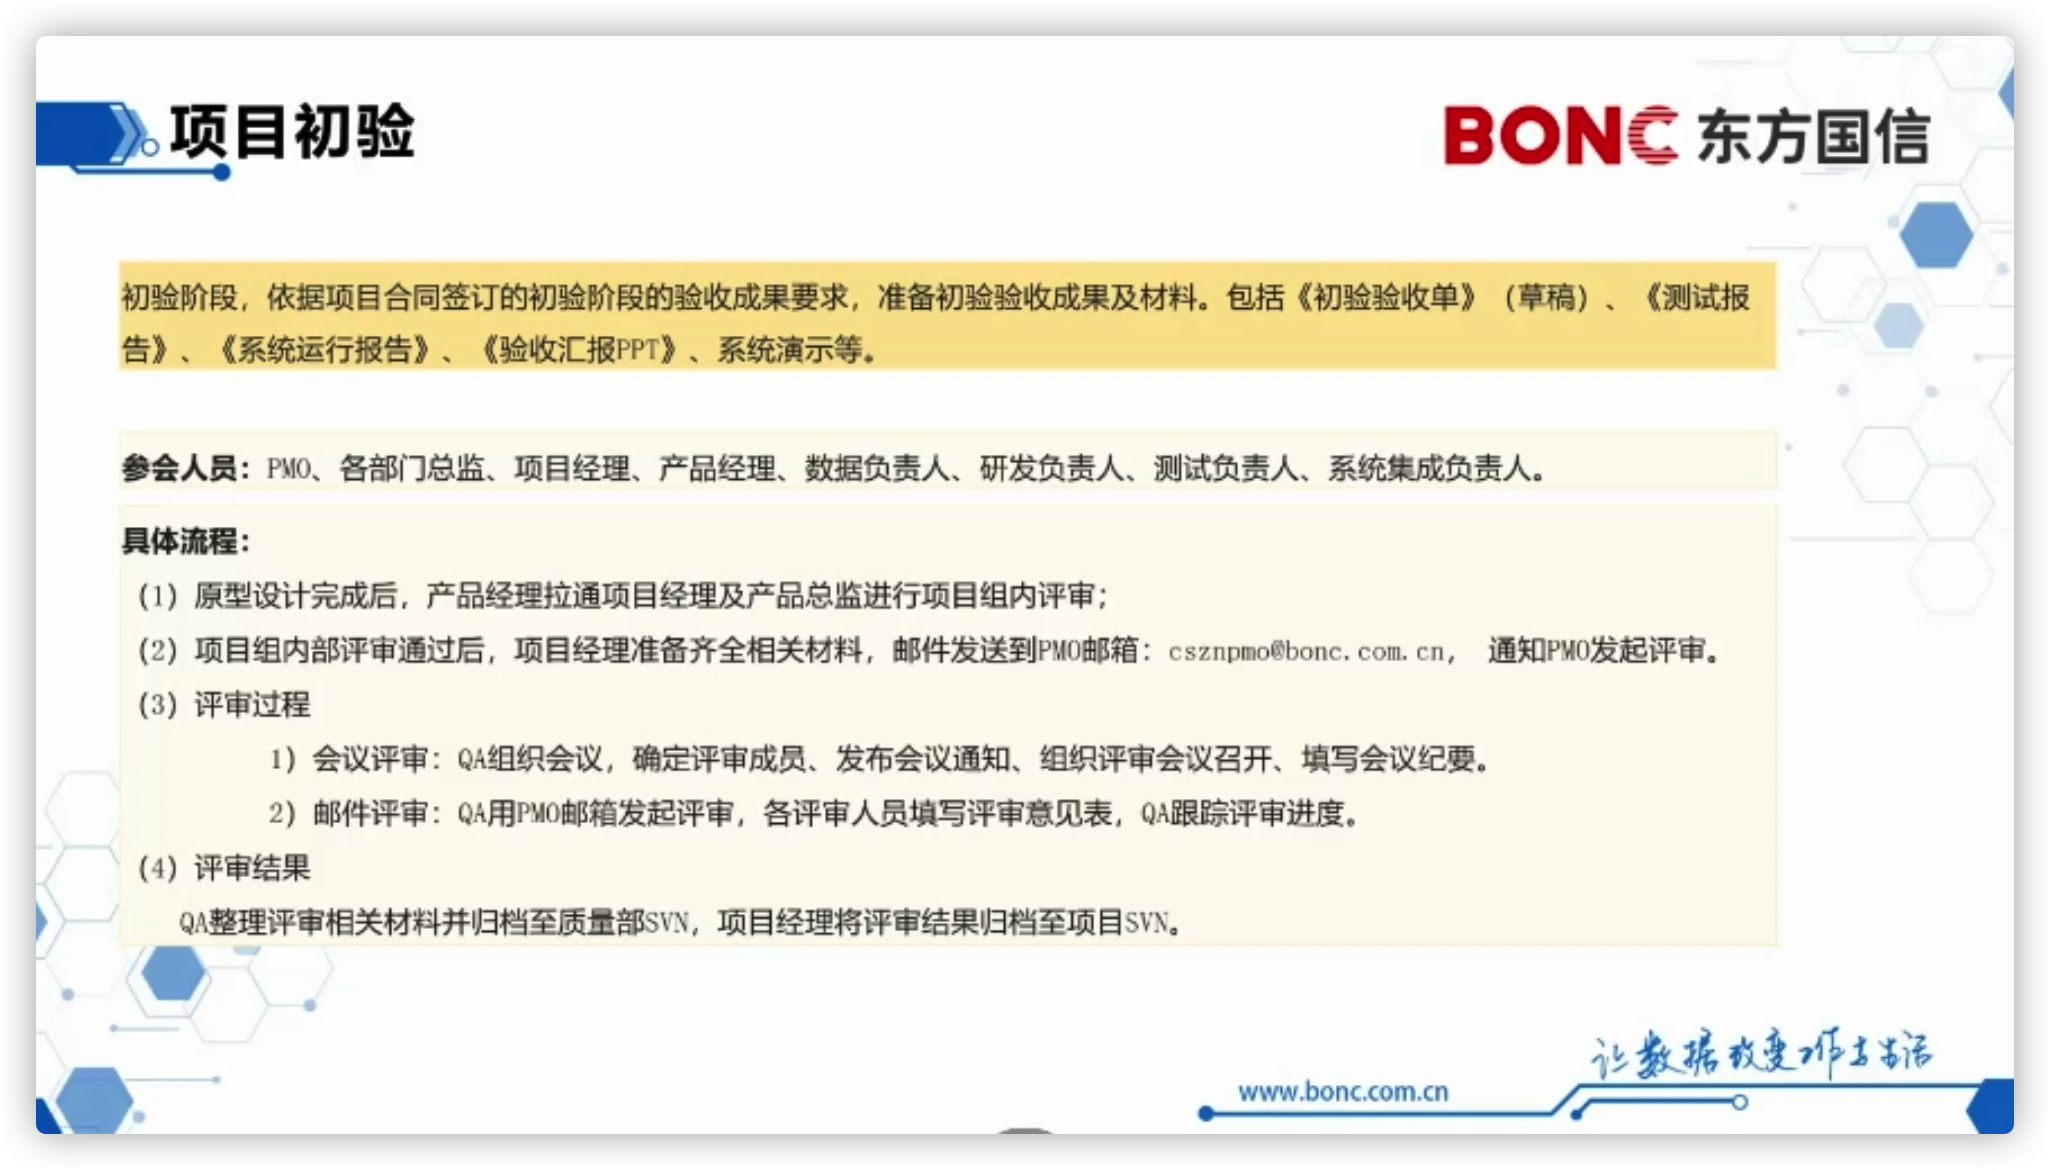 项目初验
BONC 东方国信
初验阶段，依据项目合同签订的初验阶段的验收成果要求，准备初验验收成果及材料。包括《初验验收单》（草稿）、《测试报
告》、《系统运行报告》、《验收汇报PPT》、系统演示等。
参会人员：PMO、各部门总监、项目经理、产品经理、数据负责人、研发负责人、测试负责人、系统集成负责人。
具体流程：
（1）原型设计完成后，产品经理拉通项目经理及产品总监进行项目组内评审；
（2）项目组内部评审通过后，项目经理准备齐全相关材料，邮件发送到PMO邮箱：csznpmo@bonc.com.cn， 通知PMO发起评审。
（3）评审过程
1）会议评审：QA组织会议，确定评审成员、发布会议通知、组织评审会议召开、填写会议纪要。
2）邮件评审：QA用PMO邮箱发起评审，各评审人员填写评审意见表，QA跟踪评审进度。
（4）评审结果
QA整理评审相关材料并归档至质量部SVN，项目经理将评审结果归档至项目SVN。
让数据改变工作与生活
www.bonc.com.cn